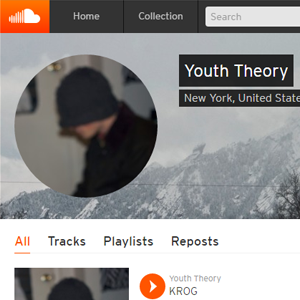 Home
Collection
Search
Youth Theory
New York, United State
All
Tracks
Playlists
Reposts
Youth Theory
KROG